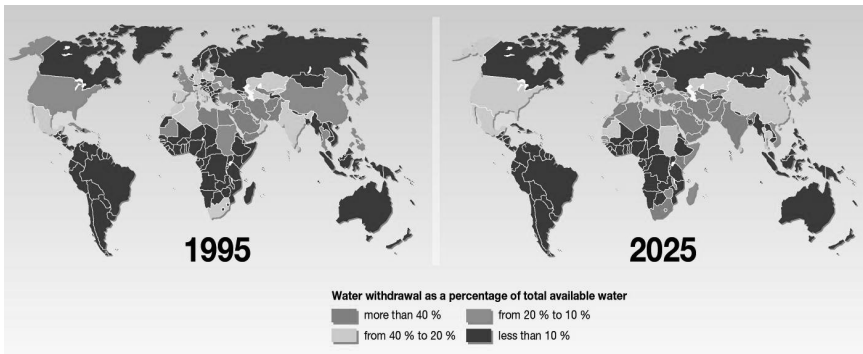 1995
2025
Water withdrawal as a percentage of total available water
more than 40 %
from 20 % to 10 %
from 40 % to 20 %
less than 10 %